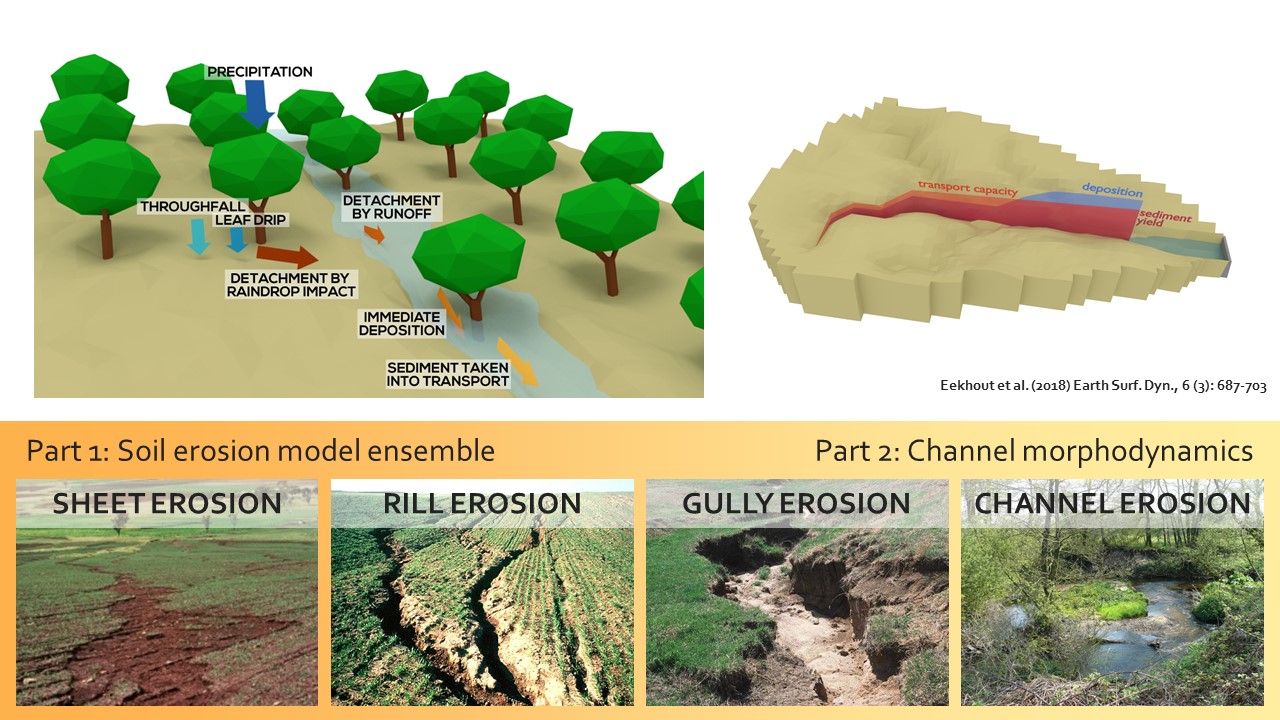 PRECIPITATION
THROUGHFALL
LEAF DRIP
DETACHMENT
BY RUNOFF
DETACHMENT BY
RAINDROP IMPACT
IMMEDIATE
DEPOSITION
SEDIMENT TAKEN
INTO TRANSPORT
transport capacity
deposition
sediment
yield
Eekhout et al. (2018) Earth Surf. Dyn., 6 (3): 687-703
Part 1: Soil erosion model ensemble
Part 2: Channel morphodynamics
SHEET EROSION
RILL EROSION
GULLY EROSION
CHANNEL EROSION